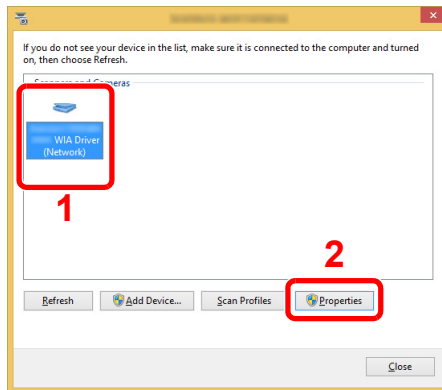 If you do not see your device in the list, make sure it is connected to the computer and turned
on, then choose Refresh.
Scanners and Cameras
WIA Driver
(Network)
1
2
Refresh
Add Device...
Scan Profiles
Properties
Close